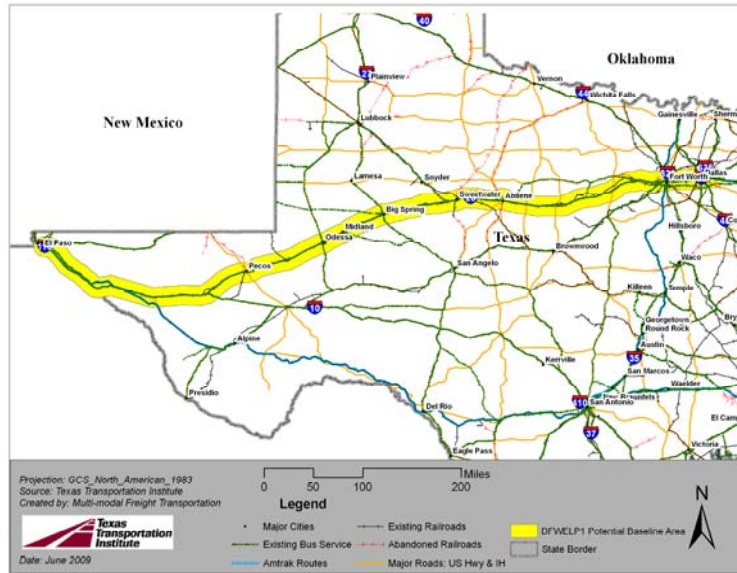 40
Oklahoma
27
Plainview
Vernon
44
Wichita Falls
New Mexico
Gainesville
Sherm
Lubbock
Lamesa
Snyder
Fort Worth
Dallas
Sweetwater
Abilene
Big Spring
Hillsboro
El Paso
Midland
Texas
Odessa
Brownwood
Waco
Pecos
San Angelo
Killeen
Temple
Bry
10
Georgetown
Round Rock
Alpine
Austin
35
Kerrville
San Marcos
Waelder
Presidio
New Braunfels
Del Rio
410
San Antonio
El Camp
37
Eagle Pass
Victoria
Projection: GCS_North_American_1983
Source: Texas Transportation Institute
Created by: Multi-modal Freight Transportation
Miles
0 50 100 200
N
Legend
Major Cities
Existing Railroads
DFWELP1 Potential Baseline Area
Texas
Transportation
Institute
Existing Bus Service
Abandoned Railroads
State Border
Date: June 2009
Amtrak Routes
Major Roads: US Hwy & IH